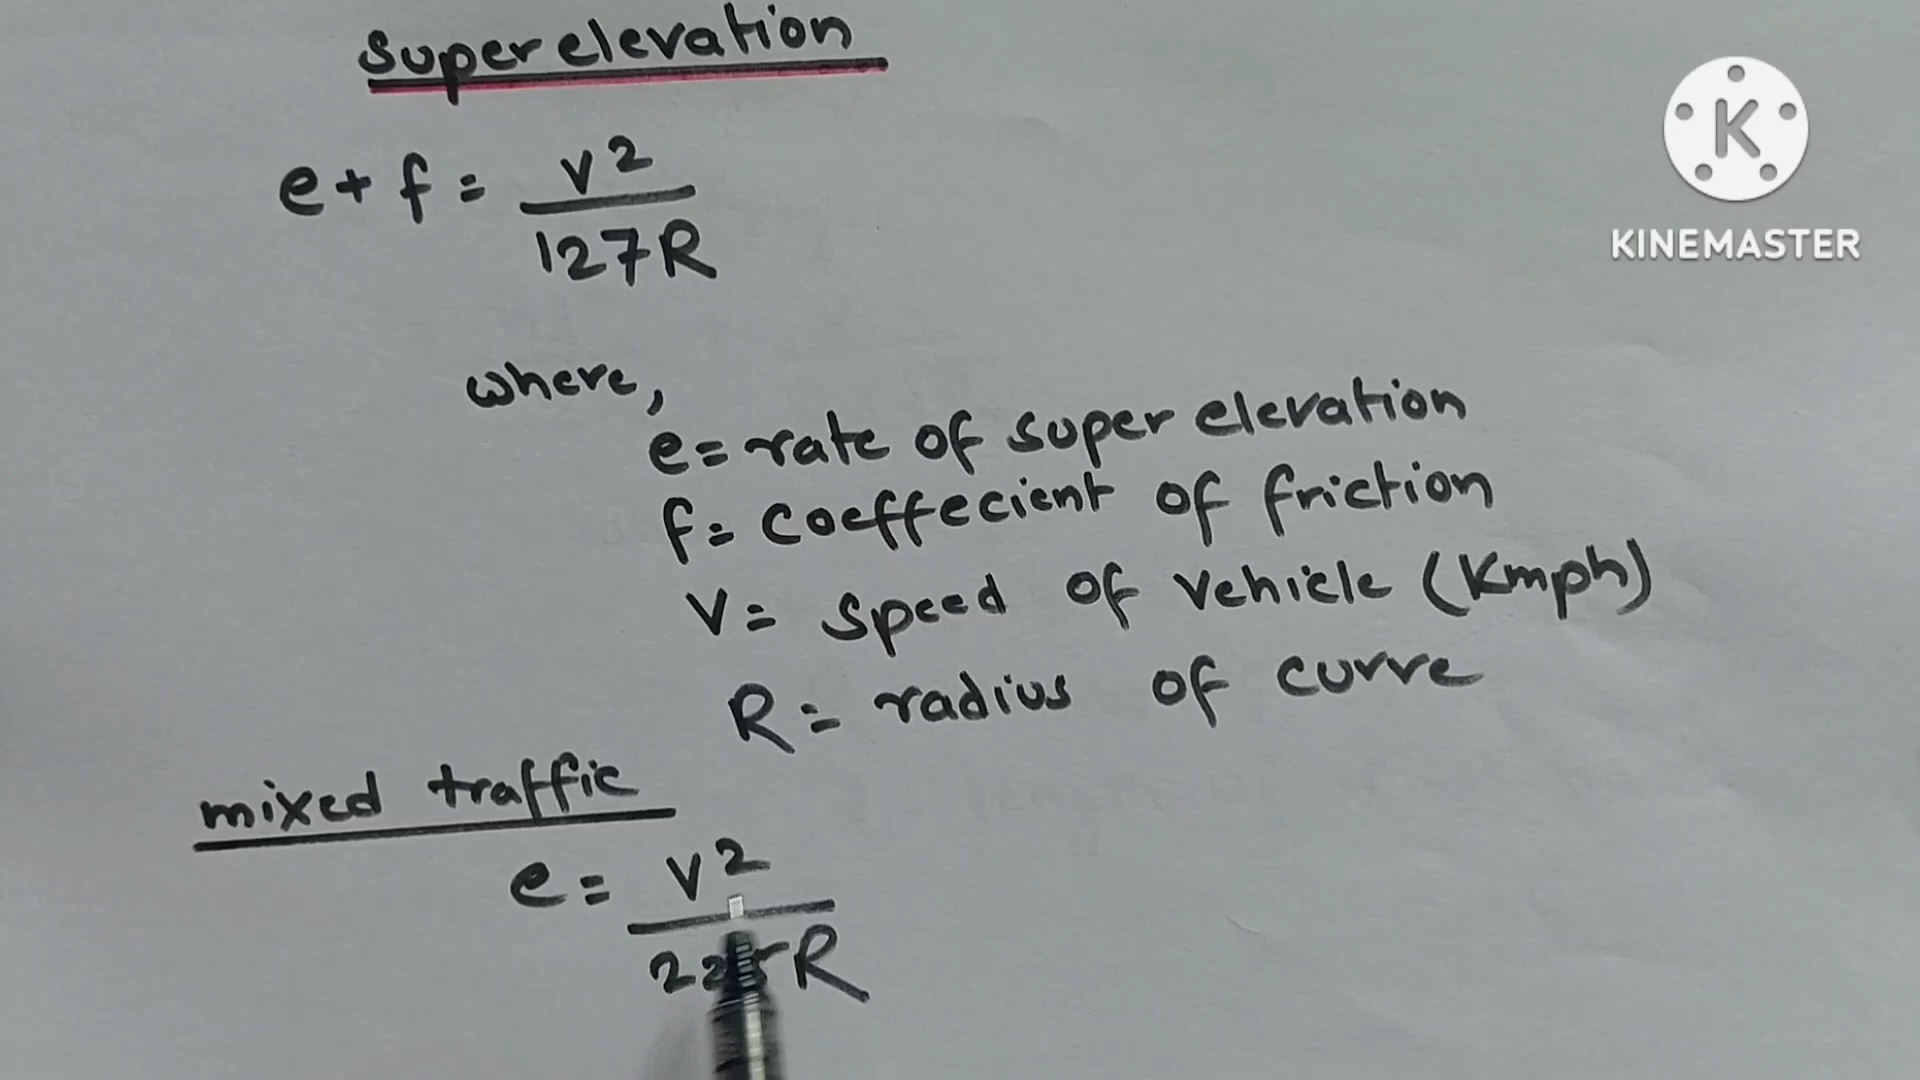 Super elevation
e + f = V2
127R
where,
e = rate of super elevation
f = coeffecient of friction
V = speed of vehicle (Kmph)
R = radius of curve
mixed traffic
e = V2
R
K
KINEMASTER